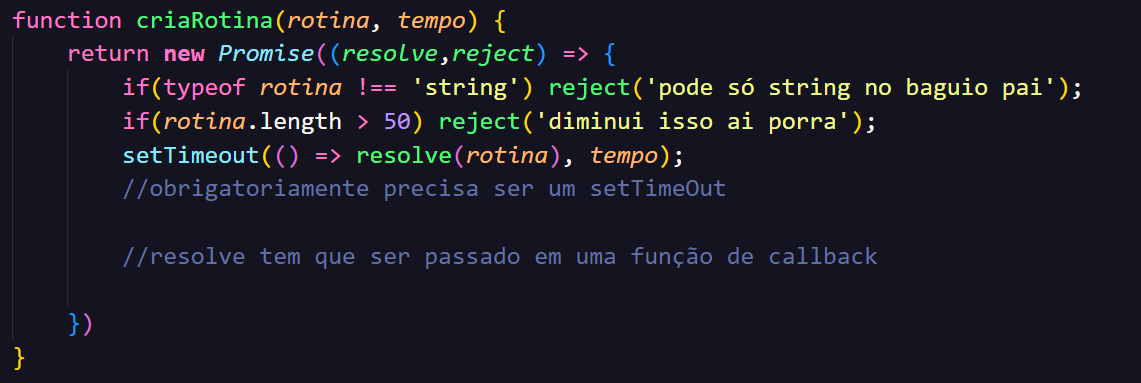 function criaRotina(rotina, tempo) {
return new Promise((resolve,reject) => {
if(typeof rotina !== 'string') reject('pode só string no baguio pai');
if(rotina.length > 50) reject('diminui isso ai porra');
setTimeout(() => resolve(rotina), tempo);
//obrigatoriamente precisa ser um setTimeOut
//resolve tem que ser passado em uma função de callback
})
}